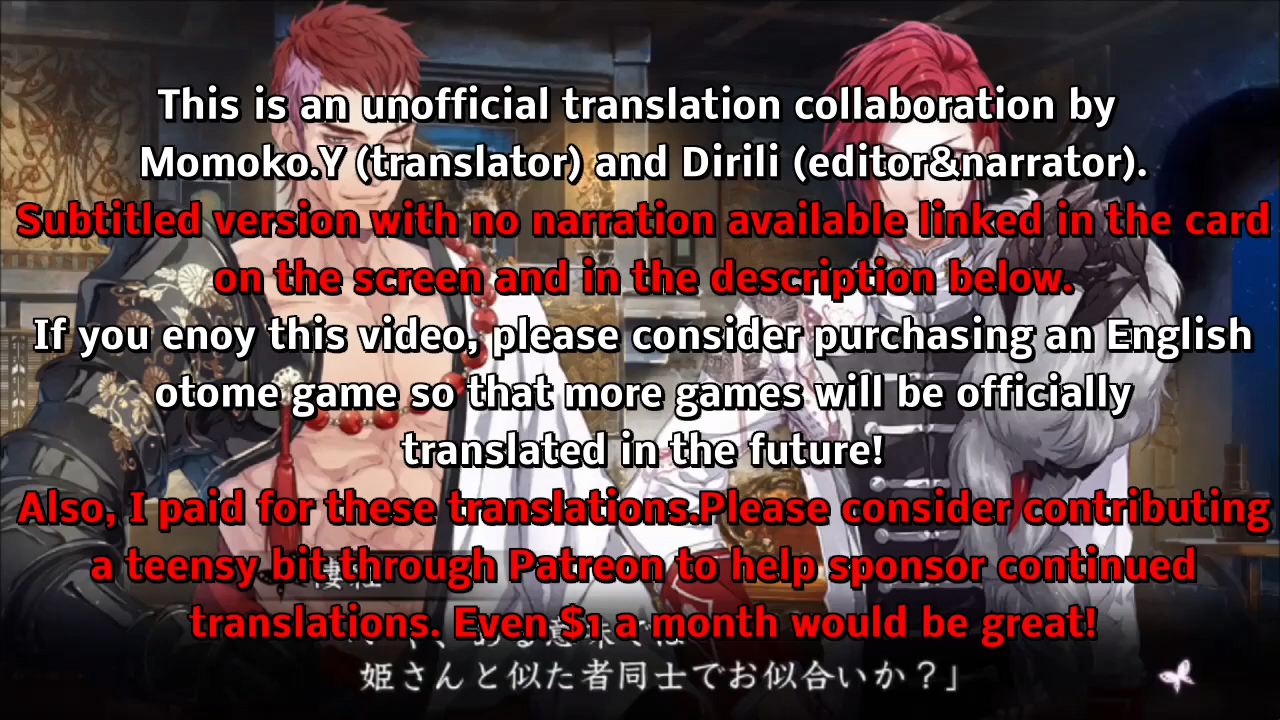 This is an unofficial translation collaboration by
Momoko.Y (translator) and Dirili (editor&narrator).
Subtitled version with no narration available linked in the card
on the screen and in the description below.
If you enoy this video, please consider purchasing an English
otome game so that more games will be officially
translated in the future!
Also, I paid for these translations.Please consider contributing
a teensy bit through Patreon to help sponsor continued
translations. Even $1 a month would be great!
姫さんと似た者同士でお似合いか？」